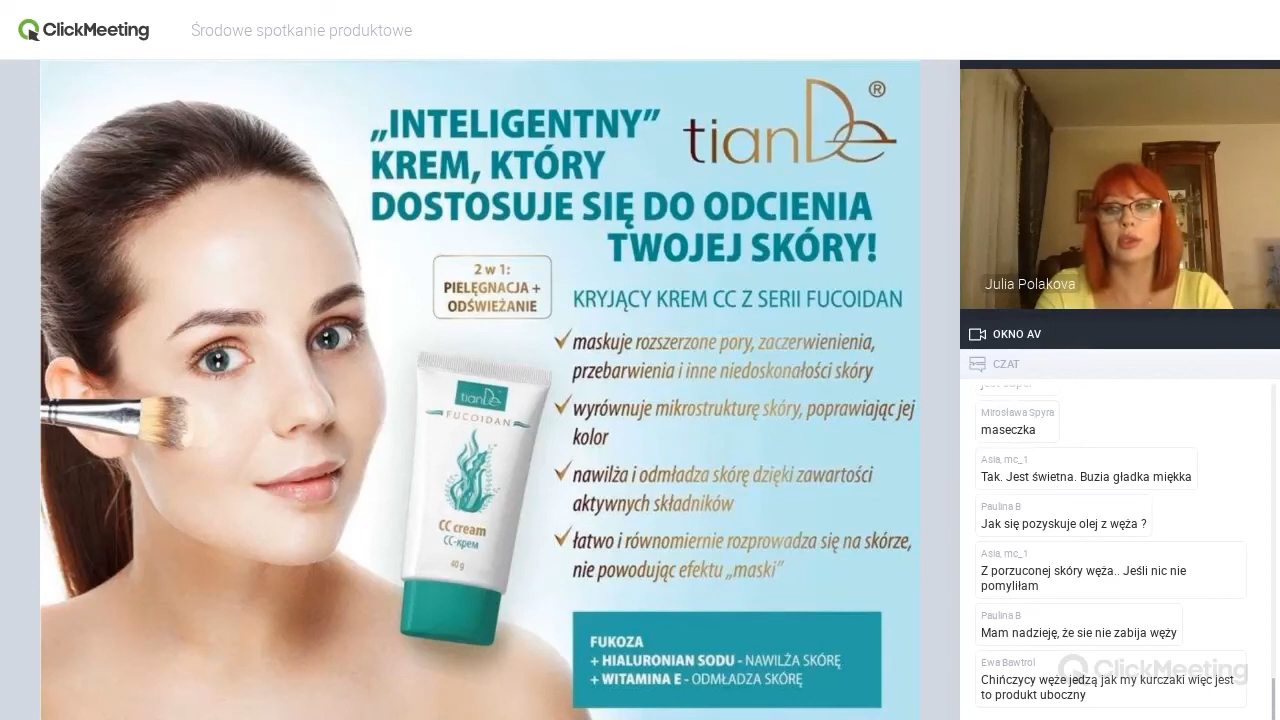 ClickMeeting
Środowe spotkanie produktowe
„INTELIGENTNY”
KREM, KTÓRY
DOSTOSUJE SIĘ DO ODCIENIA
TWOJEJ SKÓRY!
tianDe®
2 w 1:
PIELĘGNACJA +
ODŚWIEŻANIE
KRYJĄCY KREM CC Z SERII FUCOIDAN
maskuje rozszerzone pory, zaczerwienienia,
przebarwienia i inne niedoskonałości skóry
wyrównuje mikrostrukturę skóry, poprawiając jej
kolor
nawilża i odmładza skórę dzięki zawartości
aktywnych składników
łatwo i równomiernie rozprowadza się na skórze,
nie powodując efektu „maski”
tianDe
FUCOIDAN
CC cream
CC-крем
40 g
FUKOZA
+ HIALURONIAN SODU - NAWILŻA SKÓRĘ
+ WITAMINA E - ODMŁADZA SKÓRĘ
Julia Polakova
OKNO AV
CZAT
Mirosława Spyra
maseczka
Asia, mc_1
Tak. Jest świetna. Buzia gładka miękka
Paulina B
Jak się pozyskuje olej z węża ?
Asia, mc_1
Z porzuconej skóry węża.. Jeśli nic nie
pomyliłam
Paulina B
Mam nadzieję, że sie nie zabija węży
Ewa Bawtrol
Chińczycy węże jedzą jak my kurczaki więc jest
to produkt uboczny
ClickMeeting